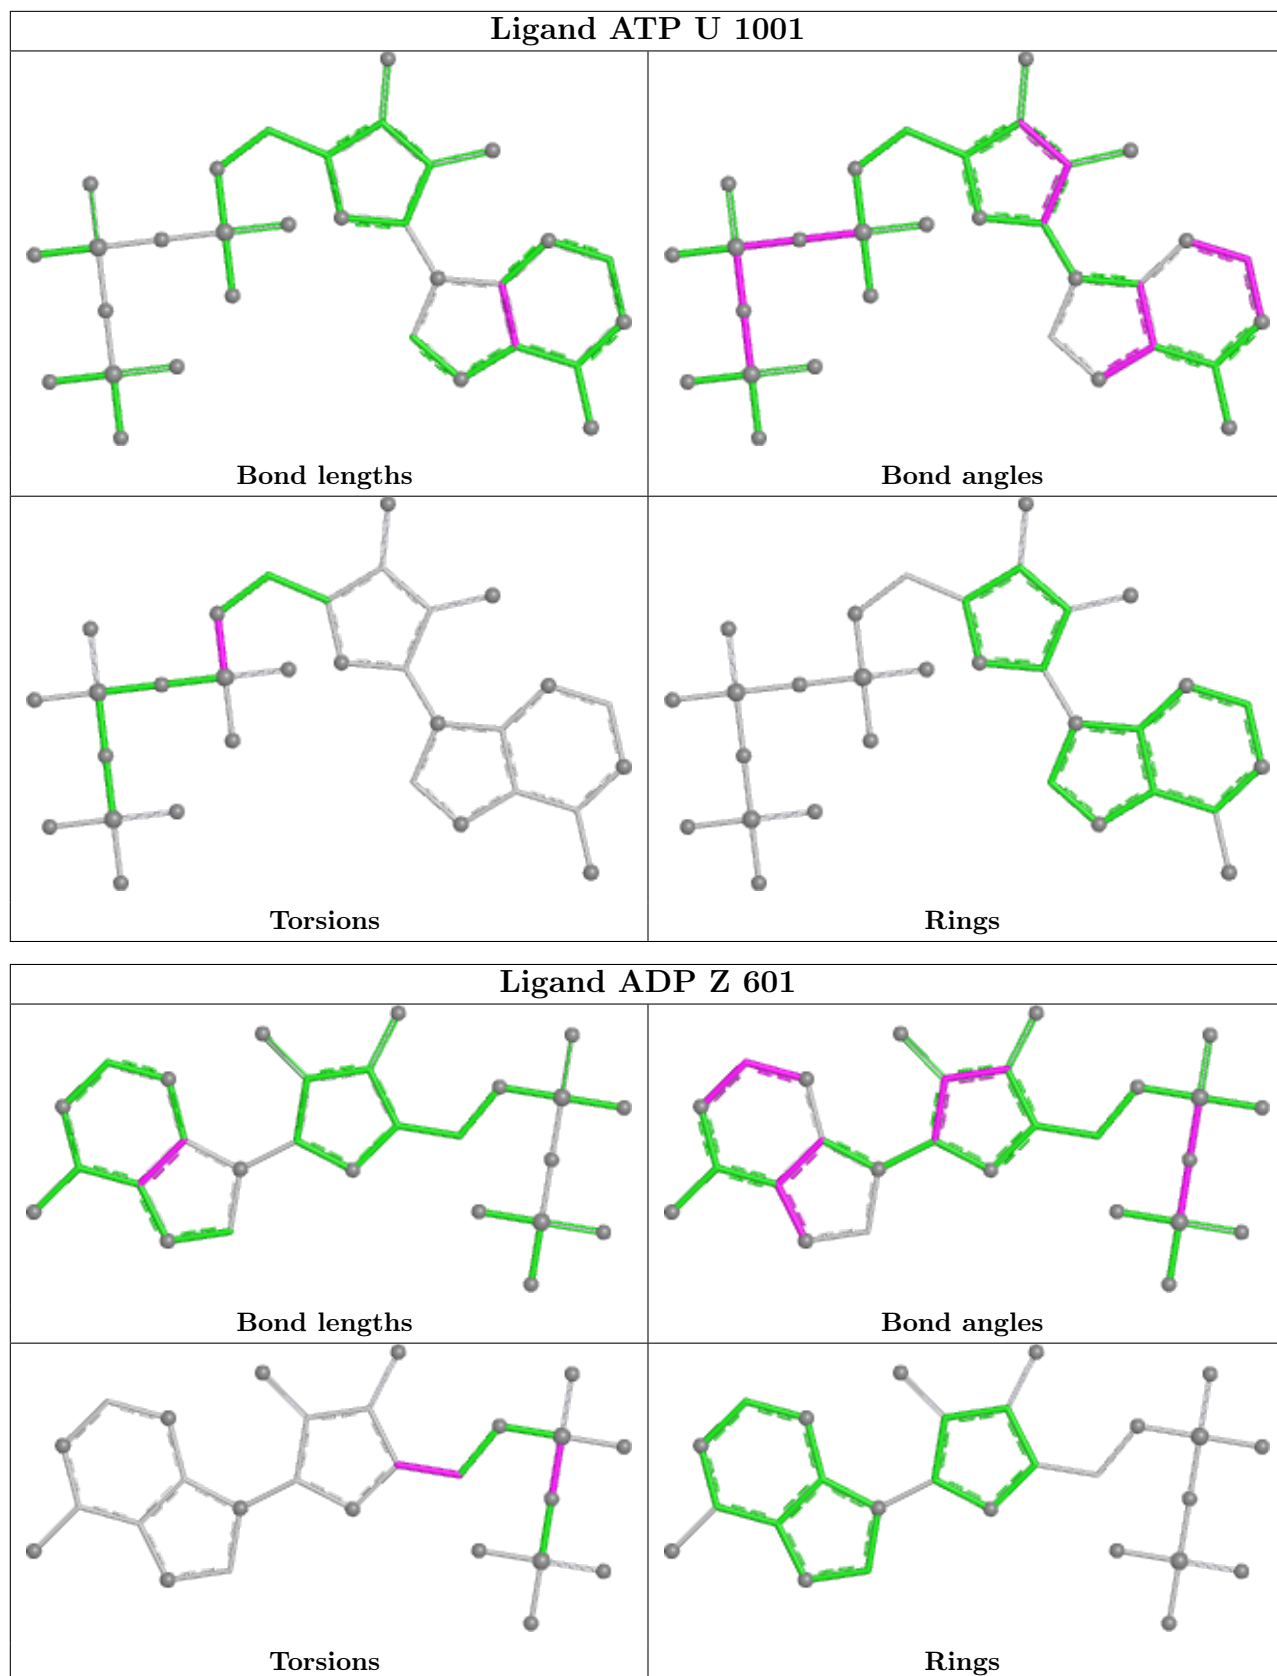 Ligand ATP U 1001
Bond lengths
Bond angles
Torsions
Rings
Ligand ADP Z 601
Bond lengths
Bond angles
Torsions
Rings